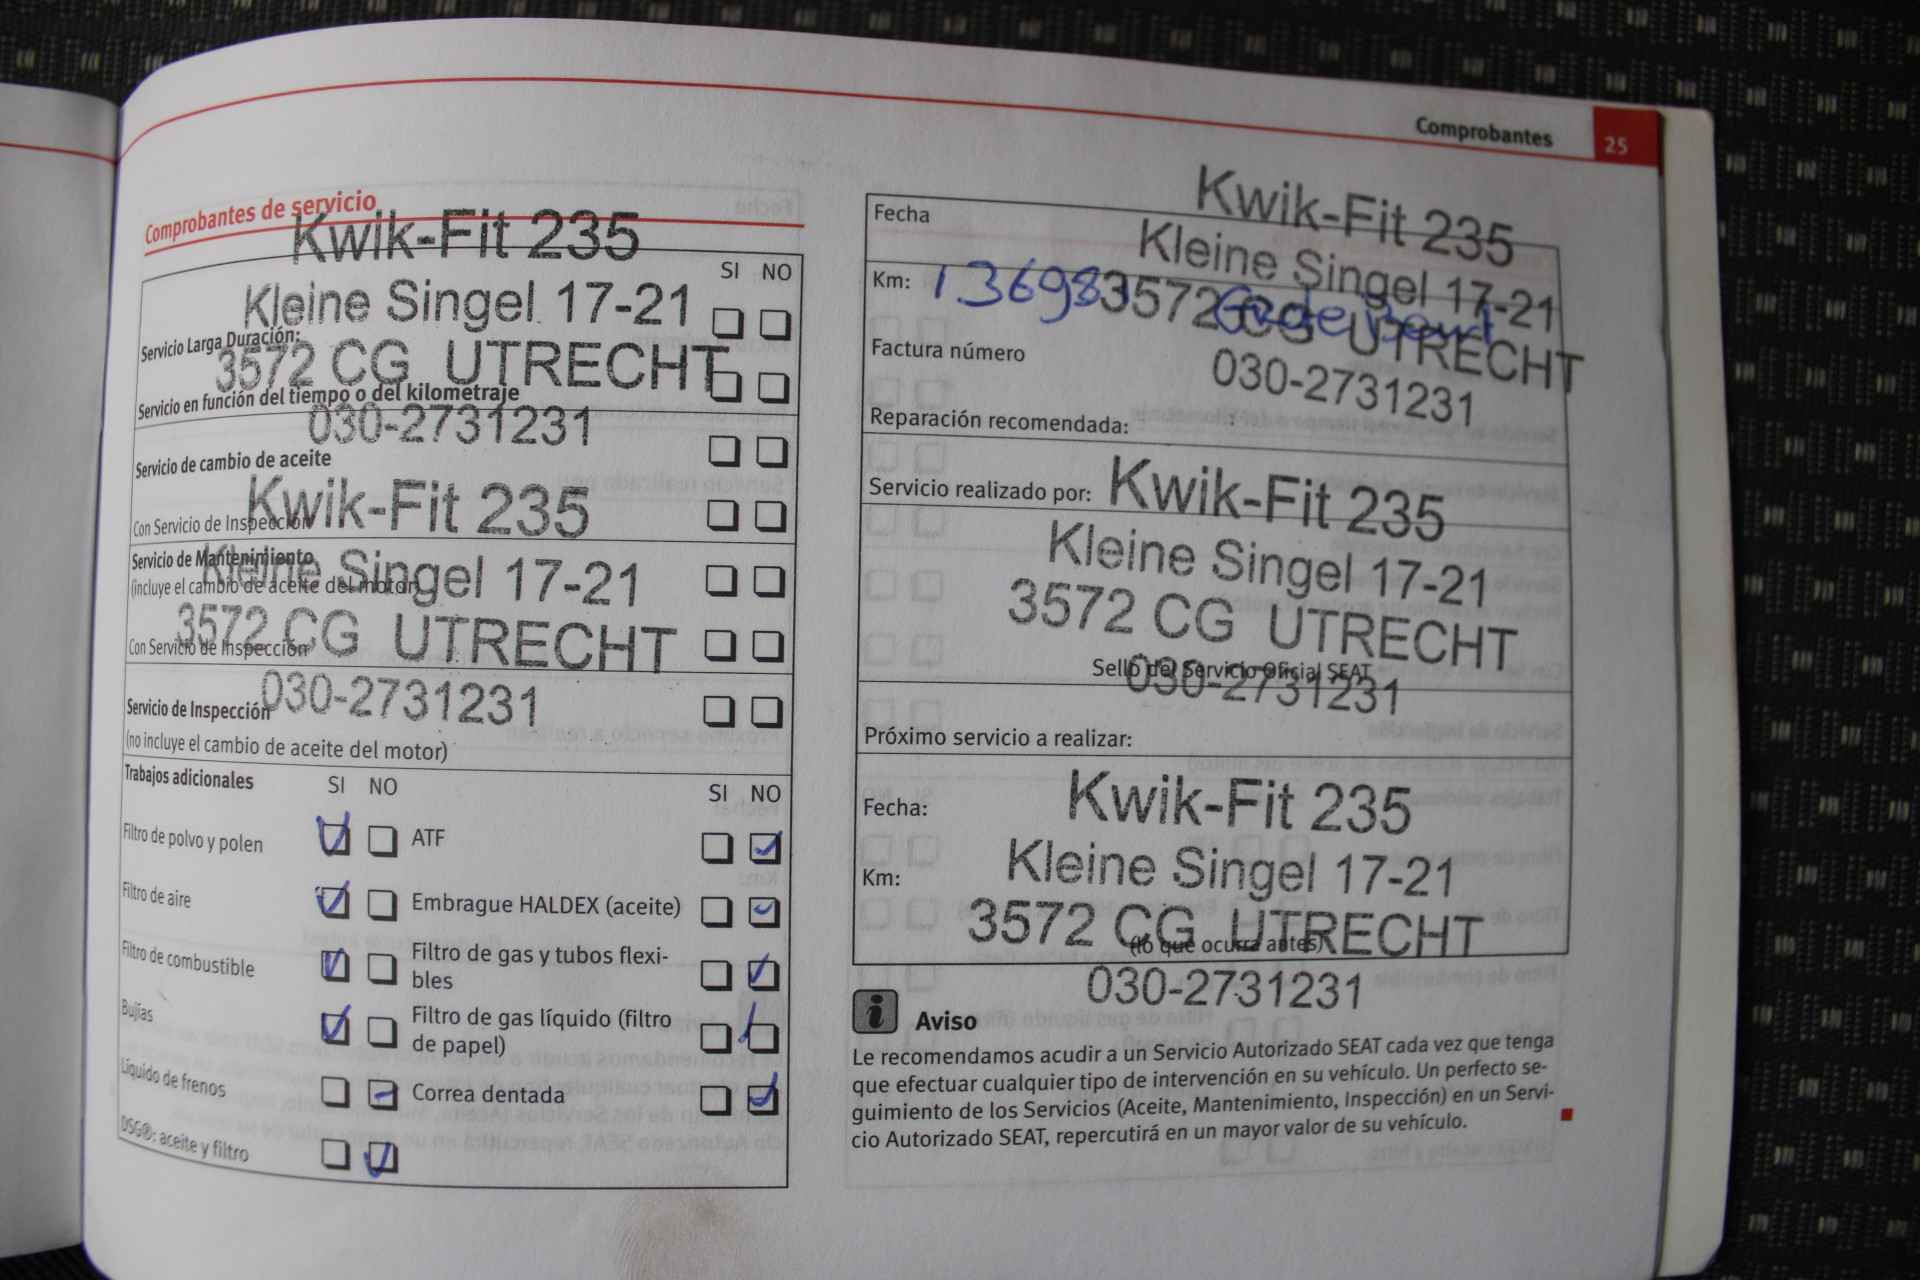 Comprobantes
25
Comprobantes de servicio
Kwik-Fit 235
SI NO
Kleine Singel 17-21
Servicio Larga Duración:
3572 CG UTRECHT
Servicio en función del tiempo o del kilometraje
030-2731231
Servicio de cambio de aceite
Kwik-Fit 235
Con Servicio de Inspección
Servicio de Mantenimiento
Kleine Singel 17-21
(incluye el cambio de aceite del motor)
3572 CG UTRECHT
Con Servicio de Inspección
030-2731231
Servicio de Inspección
(no incluye el cambio de aceite del motor)
Trabajos adicionales SI NO SI NO
Filtro de polvo y polen ATF
Filtro de aire Embrague HALDEX (aceite)
Filtro de combustible Filtro de gas y tubos flexi-
bles
Bujías Filtro de gas líquido (filtro
de papel)
Líquido de frenos Correa dentada
DSG®: aceite y filtro
Kwik-Fit 235
Fecha
Kleine Singel 17-21
Km: 13698
3572 CG UTRECHT
Factura número
030-2731231
Reparación recomendada:
Servicio realizado por: Kwik-Fit 235
Kleine Singel 17-21
3572 CG UTRECHT
Sello del Servicio Oficial SEAT
030-2731231
Próximo servicio a realizar:
Fecha: Kwik-Fit 235
Km: Kleine Singel 17-21
3572 CG UTRECHT
(lo que ocurra antes)
030-2731231
i Aviso
Le recomendamos acudir a un Servicio Autorizado SEAT cada vez que tenga
que efectuar cualquier tipo de intervención en su vehículo. Un perfecto se-
guimiento de los Servicios (Aceite, Mantenimiento, Inspección) en un Servi-
cio Autorizado SEAT, repercutirá en un mayor valor de su vehículo.